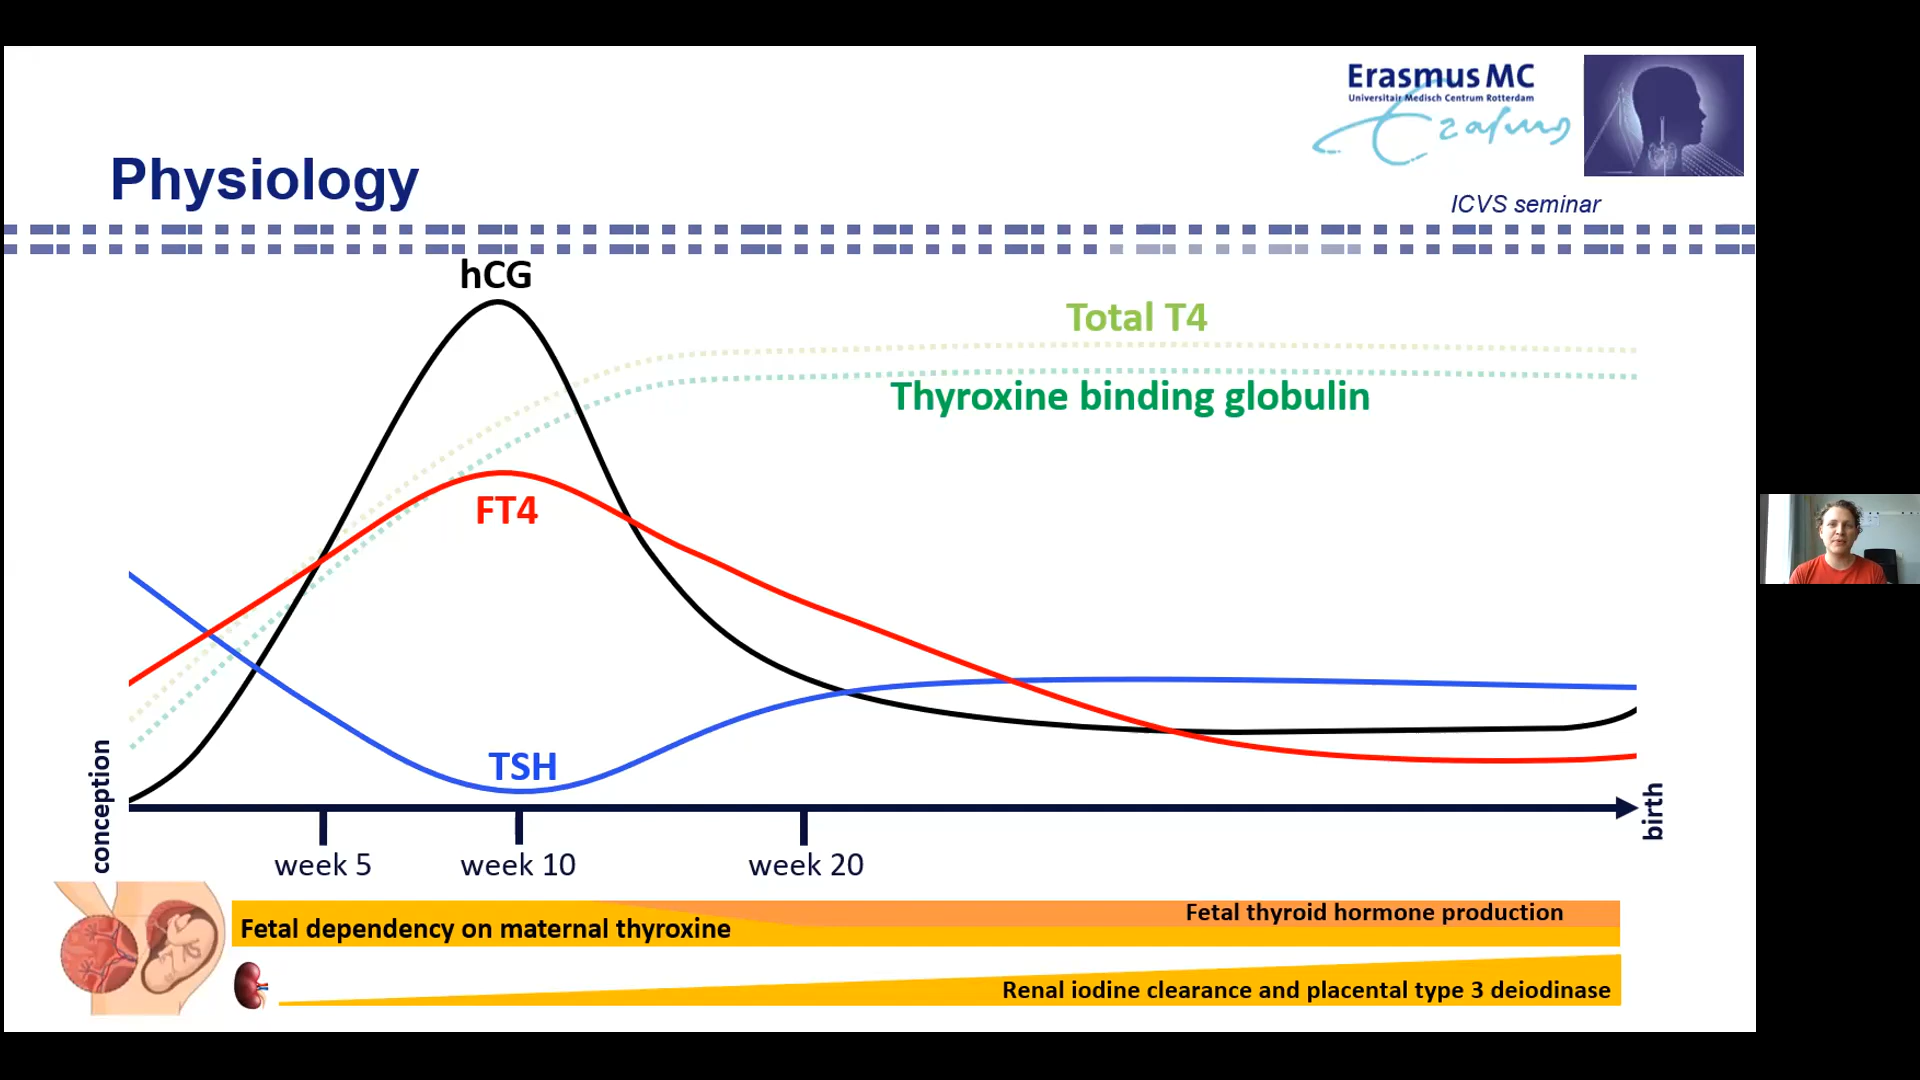 Erasmus MC
Universitair Medisch Centrum Rotterdam
Erasmus
Physiology
ICVS seminar
hCG
Total T4
Thyroxine binding globulin
FT4
TSH
conception
birth
week 5
week 10
week 20
Fetal thyroid hormone production
Fetal dependency on maternal thyroxine
Renal iodine clearance and placental type 3 deiodinase